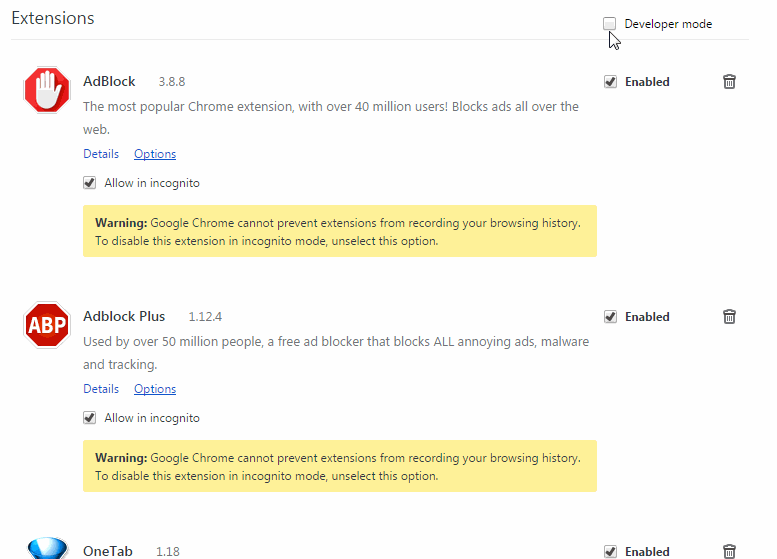 Extensions
Developer mode
AdBlock 3.8.8
Enabled
The most popular Chrome extension, with over 40 million users! Blocks ads all over the
web.
Details Options
Allow in incognito
Warning: Google Chrome cannot prevent extensions from recording your browsing history.
To disable this extension in incognito mode, unselect this option.
ABP
Adblock Plus 1.12.4
Enabled
Used by over 50 million people, a free ad blocker that blocks ALL annoying ads, malware
and tracking.
Details Options
Allow in incognito
Warning: Google Chrome cannot prevent extensions from recording your browsing history.
To disable this extension in incognito mode, unselect this option.
OneTab 1.18
Enabled